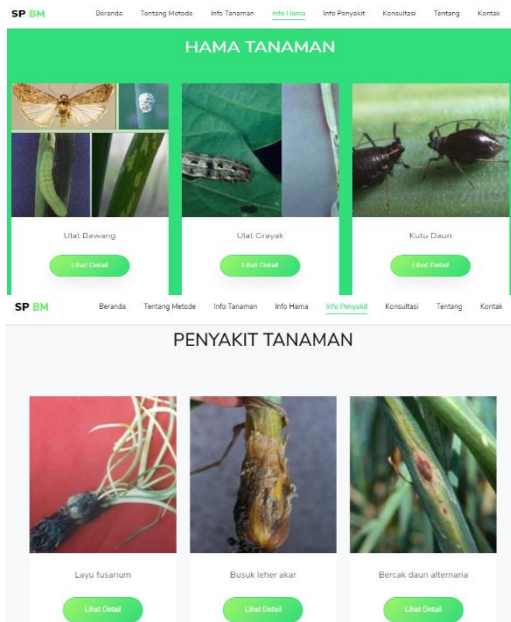 SP BM Beranda Tentang Metode Info Tanaman Info Hama Info Penyakit Konsultasi Tentang Kontak
HAMA TANAMAN
Ulat Bawang Ulat Grayak Kutu Daun
Lihat Detail Lihat Detail Lihat Detail
SP BM Beranda Tentang Metode Info Tanaman Info Hama Info Penyakit Konsultasi Tentang Kontak
PENYAKIT TANAMAN
Layu fusarium Busuk leher akar Bercak daun alternaria
Lihat Detail Lihat Detail Lihat Detail